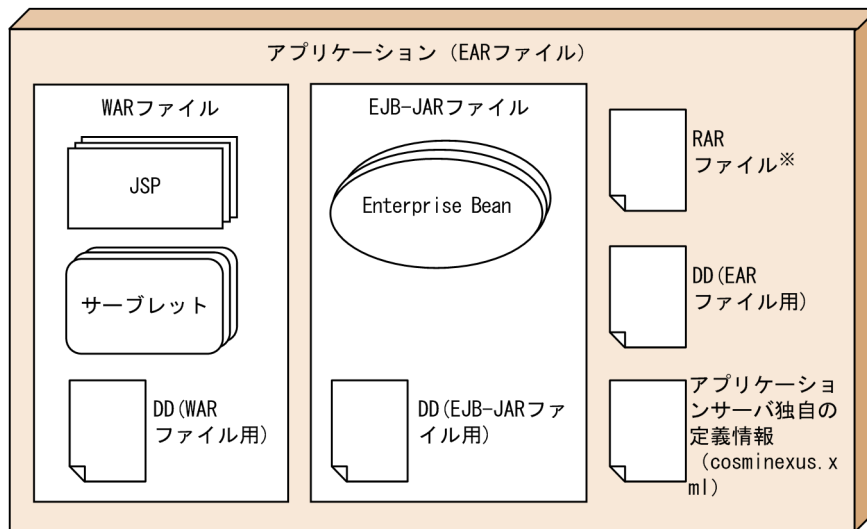 アプリケーション（EARファイル）
WARファイル
JSP
サーブレット
DD(WAR
ファイル用)
EJB-JARファイル
Enterprise Bean
DD(EJB-JARファ
イル用)
RAR
ファイル※
DD(EAR
ファイル用)
アプリケーショ
ンサーバ独自の
定義情報
（cosminexus.x
ml）